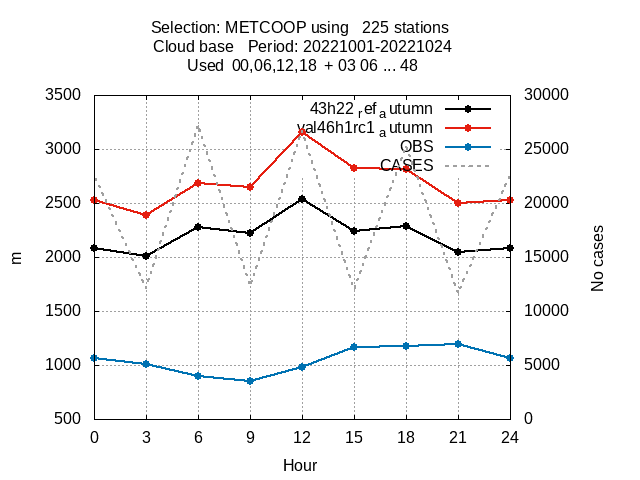 Selection: METCOOP using   225 stations
Cloud base   Period: 20221001-20221024
Used  00,06,12,18  + 03 06 ... 48
3500 30000
43h22 refa utumn
val46h1rc1 a utumn
3000 25000
OBS
CASES
2500 20000
2000 15000
m
No cases
1500 10000
1000 5000
500 0
0 3 6 9 12 15 18 21 24
Hour